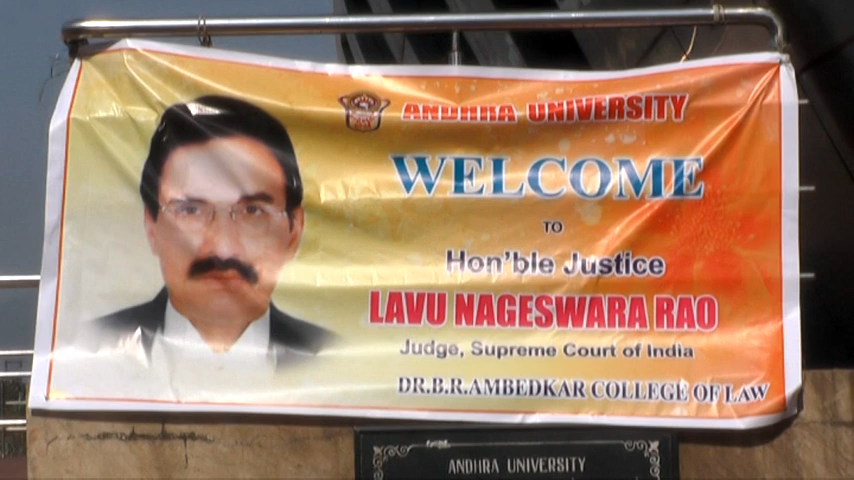 ANDHRA UNIVERSITY
WELCOME
TO
Hon'ble Justice
LAVU NAGESWARA RAO
Judge, Supreme Court of India
DR.B.R.AMBEDKAR COLLEGE OF LAW
ANDHRA UNIVERSITY